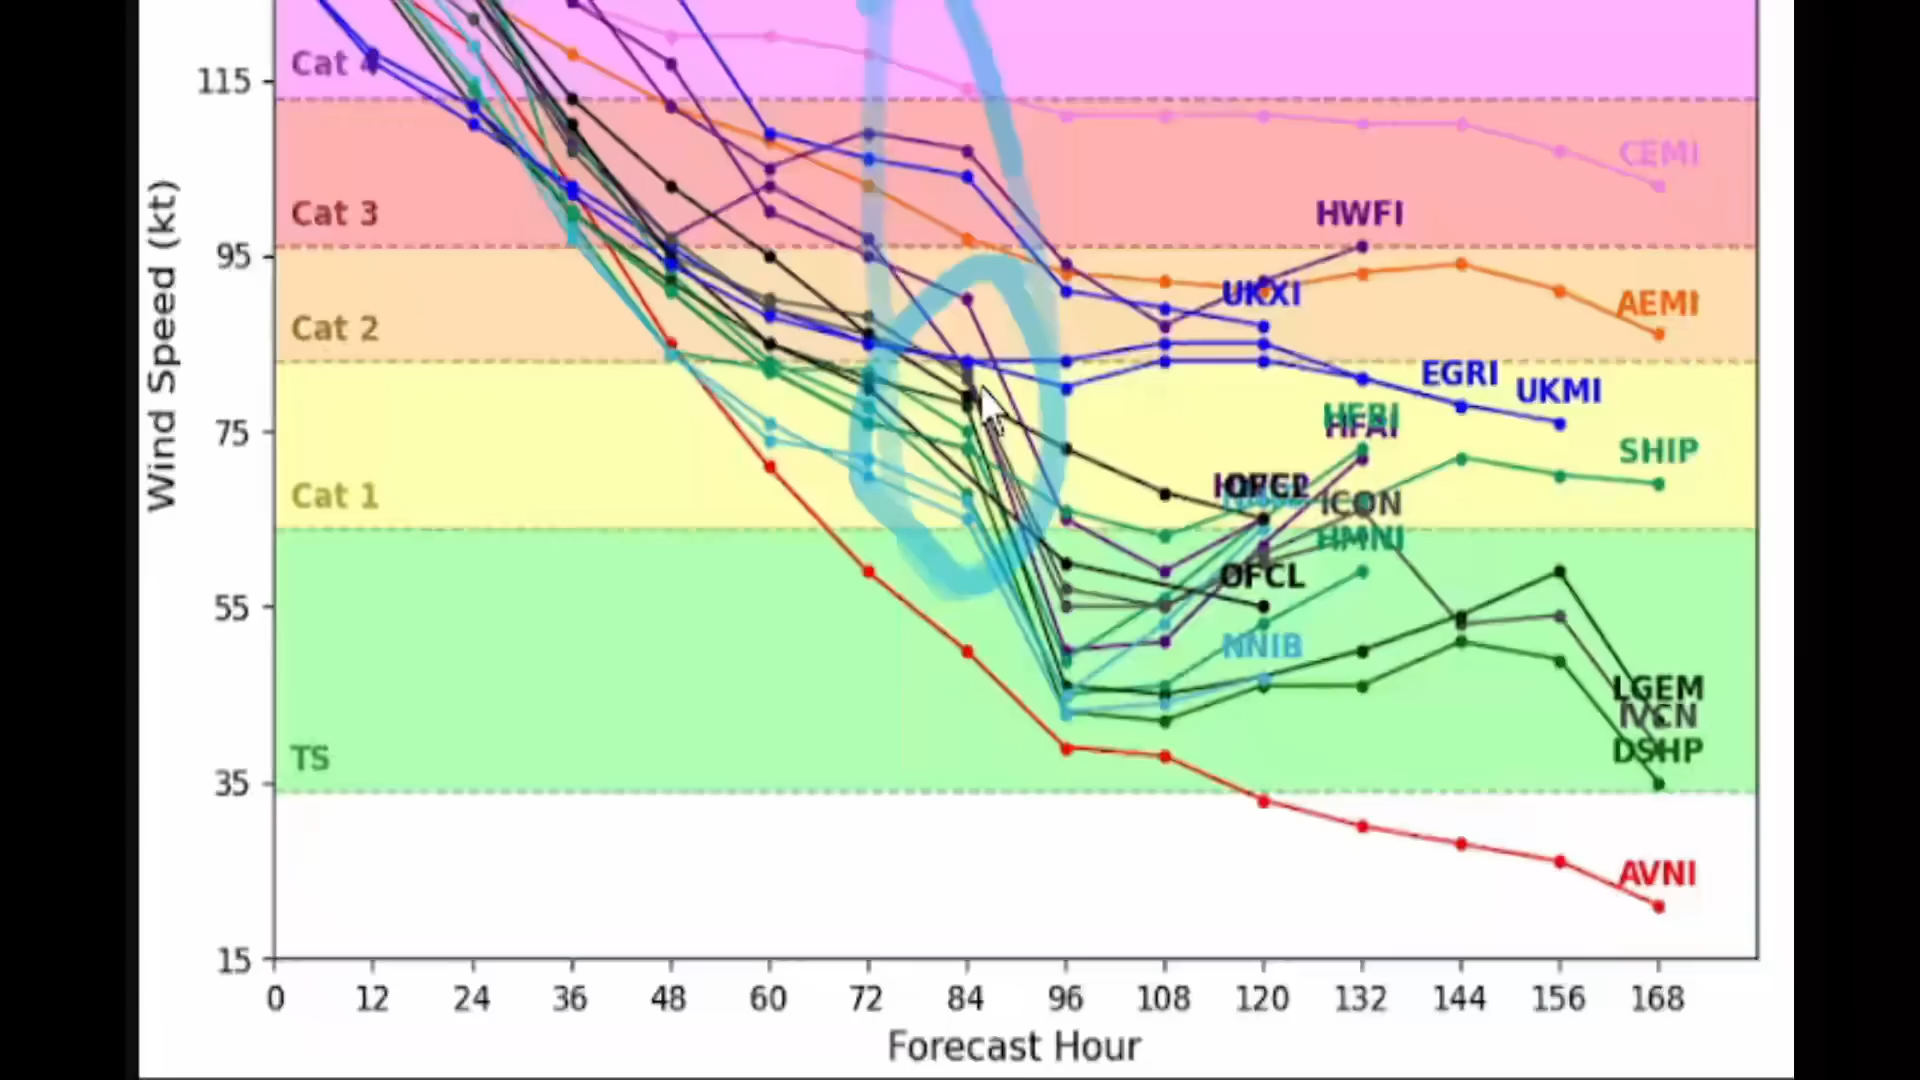 Cat 4
115
CEMI
Cat 3
HWFI
95
UKXI
AEMI
Cat 2
EGRI
UKMI
75
HFAI
SHIP
OFCL
ICON
Cat 1
HMNI
55
OFCL
NNIB
LGEM
IVCN
DSHP
TS
35
AVNI
15
0 12 24 36 48 60 72 84 96 108 120 132 144 156 168
Forecast Hour
Wind Speed (kt)